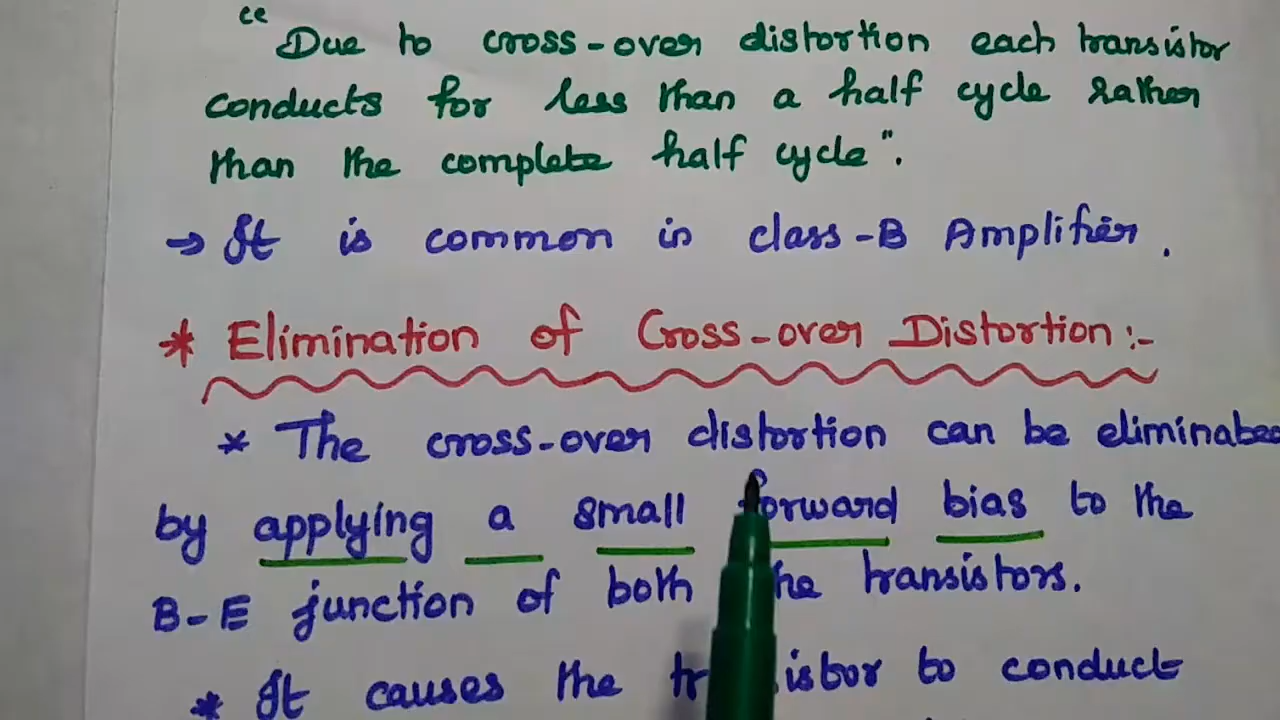 "Due to cross-over distortion each transistor
conducts for less than a half cycle rather
than the complete half cycle".
→ It is common in class-B Amplifier.
* Elimination of Cross-over Distortion:-
* The cross-over distortion can be eliminated
by applying a small forward bias to the
B-E junction of both the transistors.
* It causes the transistor to conduct